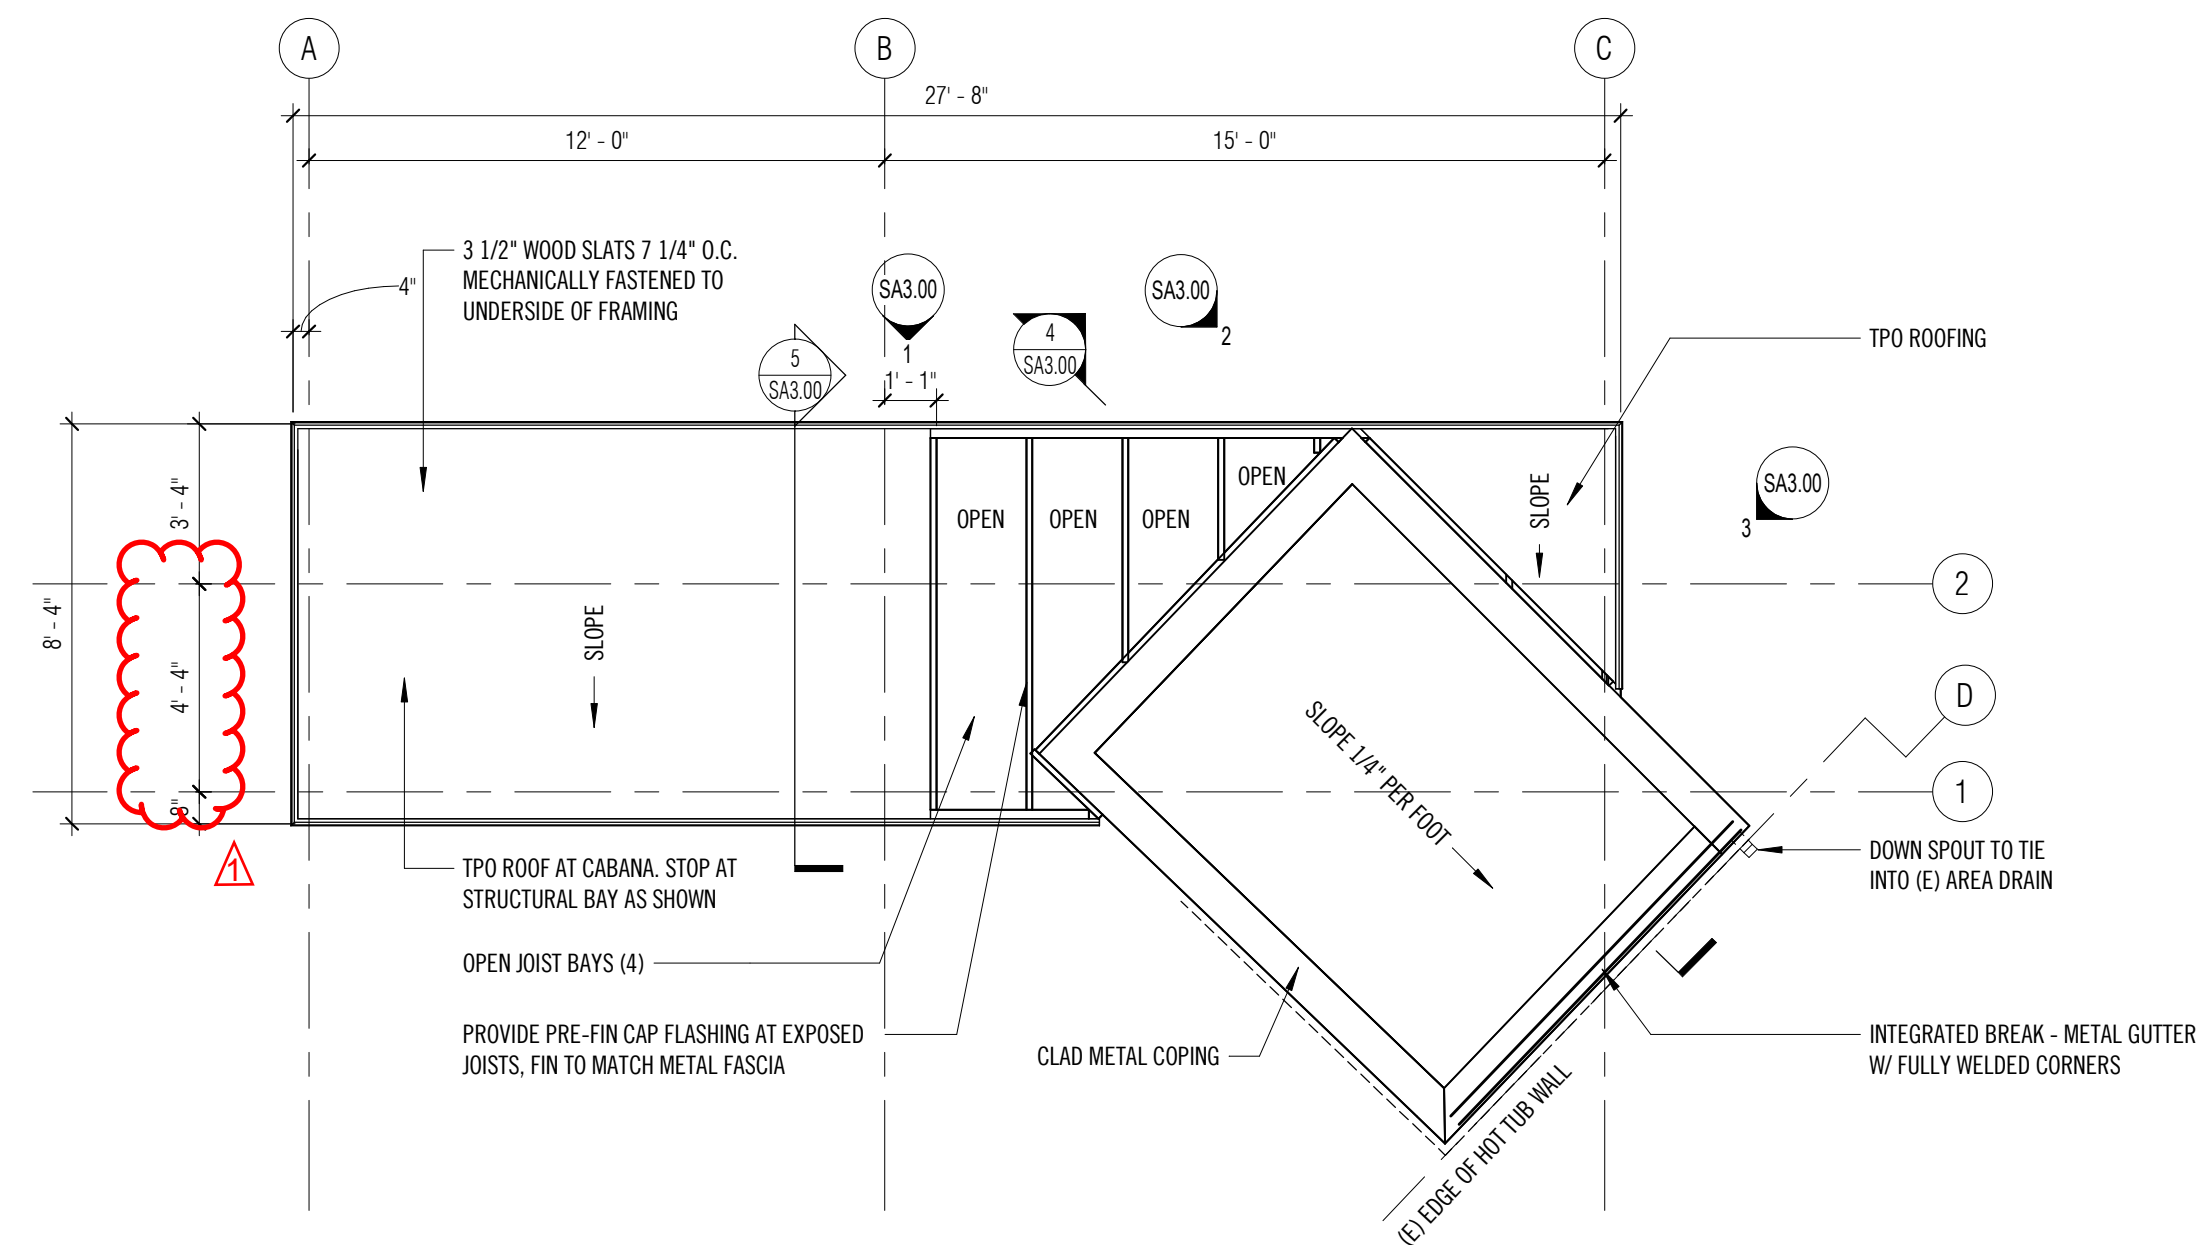 A
B
C
27' - 8"
12' - 0"
15' - 0"
3 1/2" WOOD SLATS 7 1/4" O.C.
MECHANICALLY FASTENED TO
UNDERSIDE OF FRAMING
4"
SA3.00
1
SA3.00
2
4
SA3.00
5
SA3.00
1' - 1"
TPO ROOFING
SA3.00
3
3' - 4"
8' - 4"
4' - 4"
8"
1
OPEN
OPEN
OPEN
OPEN
SLOPE
SLOPE
2
D
1
SLOPE 1/4" PER FOOT
TPO ROOF AT CABANA. STOP AT
STRUCTURAL BAY AS SHOWN
DOWN SPOUT TO TIE
INTO (E) AREA DRAIN
OPEN JOIST BAYS (4)
PROVIDE PRE-FIN CAP FLASHING AT EXPOSED
JOISTS, FIN TO MATCH METAL FASCIA
CLAD METAL COPING
INTEGRATED BREAK - METAL GUTTER
W/ FULLY WELDED CORNERS
(E) EDGE OF HOT TUB WALL